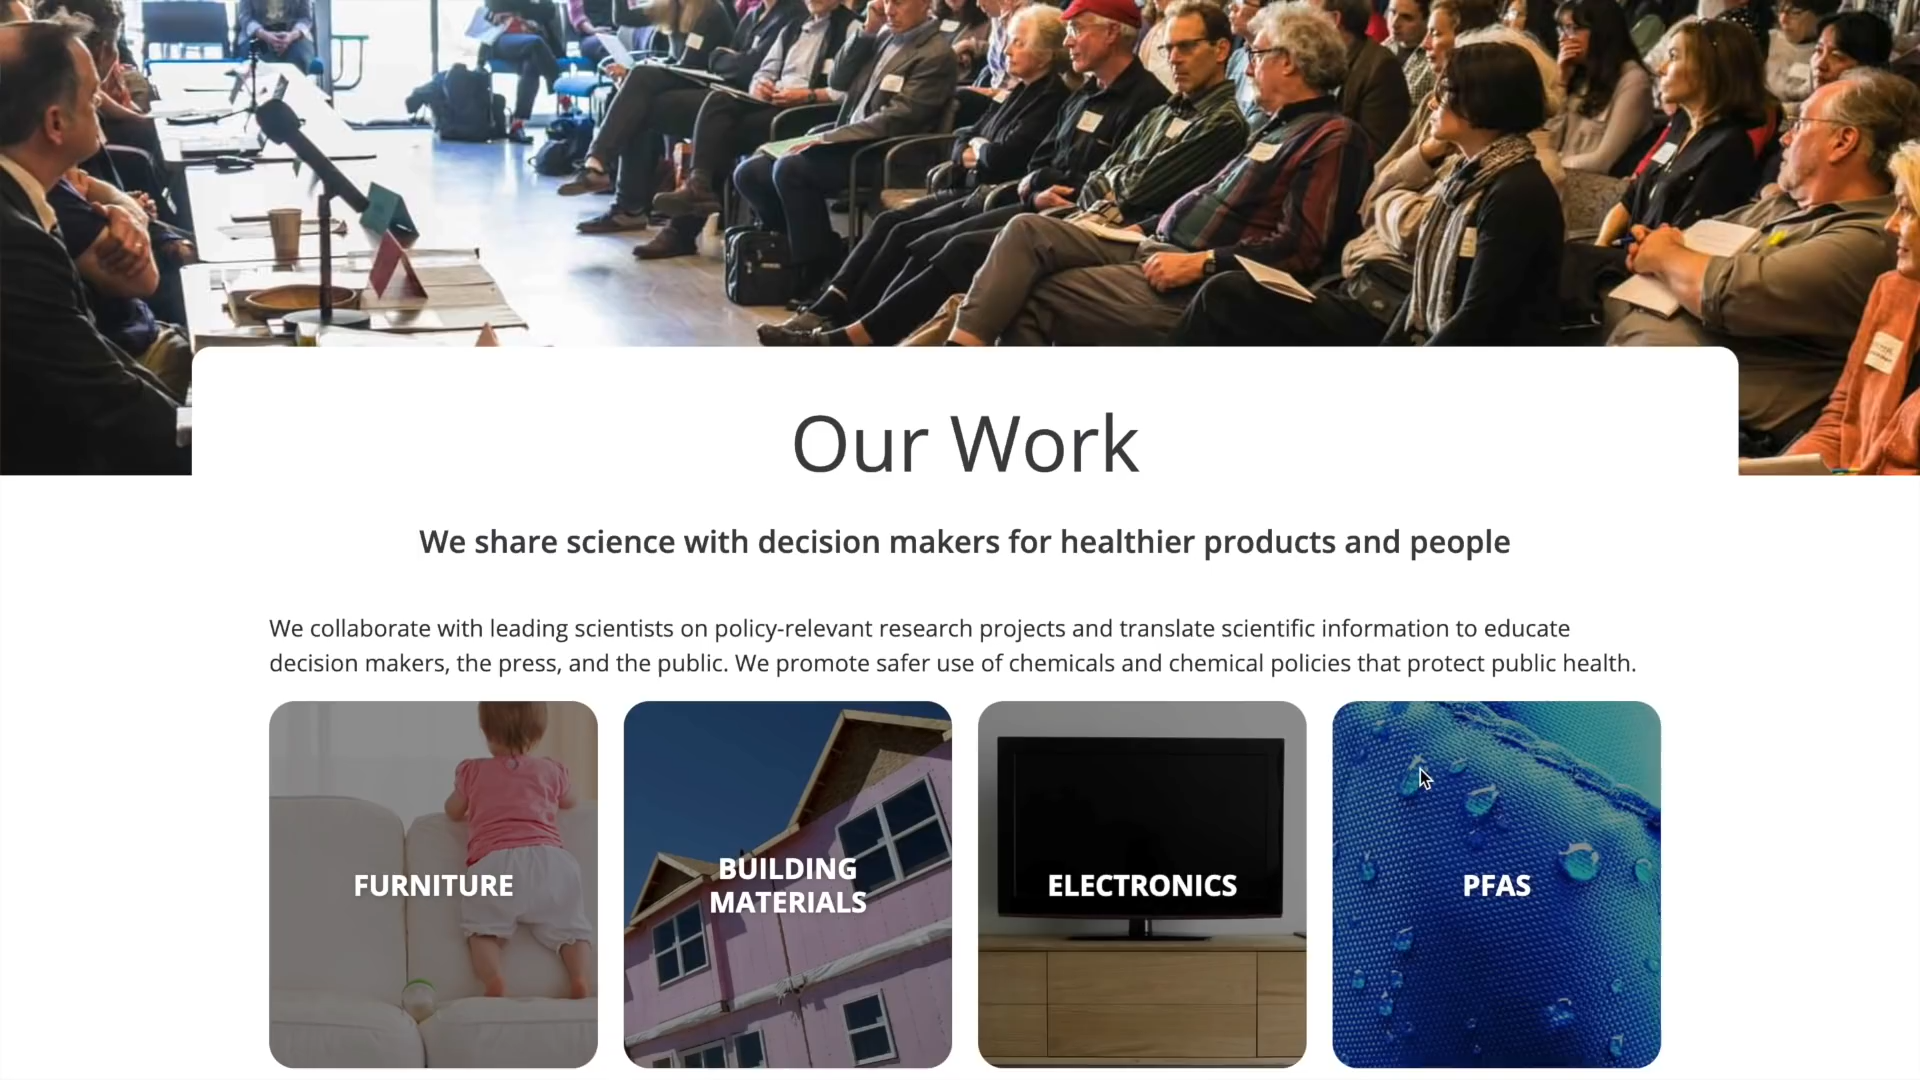 Our Work
We share science with decision makers for healthier products and people
We collaborate with leading scientists on policy-relevant research projects and translate scientific information to educate
decision makers, the press, and the public. We promote safer use of chemicals and chemical policies that protect public health.
FURNITURE
BUILDING
MATERIALS
ELECTRONICS
PFAS